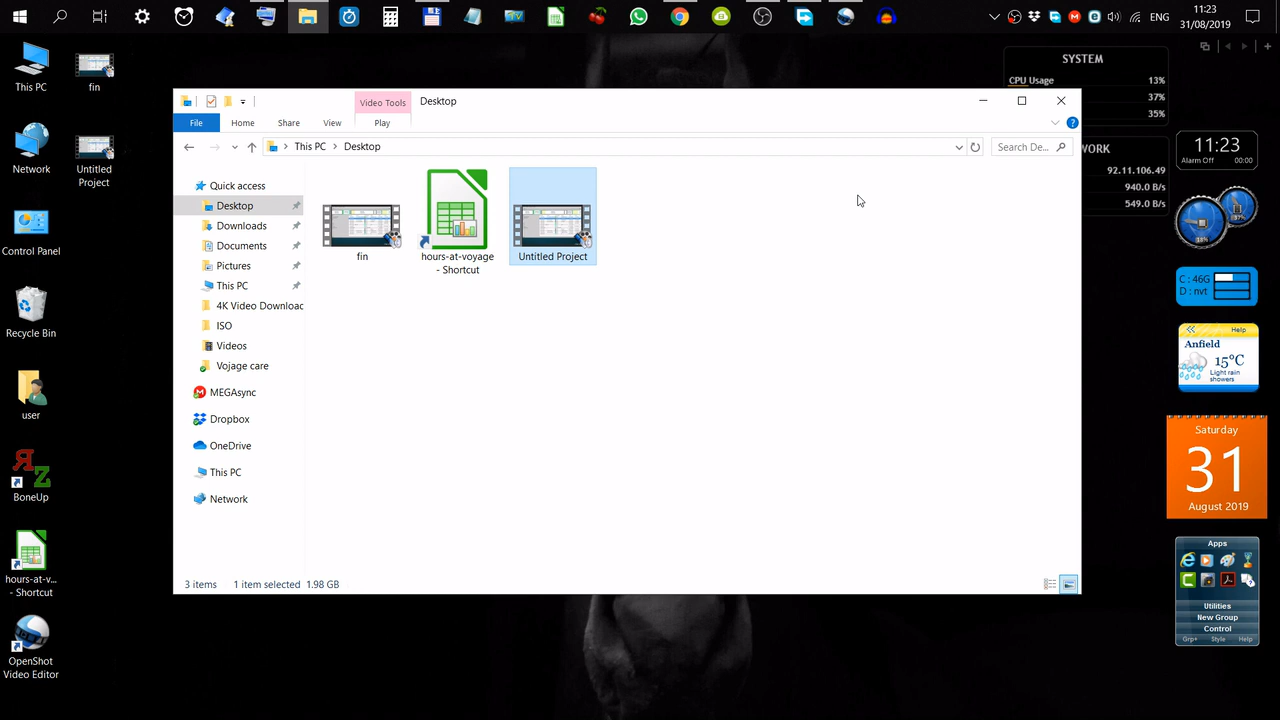 ENG
11:23
31/08/2019
This PC
fin
Network
Untitled
Project
Control Panel
Recycle Bin
user
BoneUp
hours-at-v...
- Shortcut
OpenShot
Video Editor
Video Tools
Desktop
File
Home
Share
View
Play
This PC
Desktop
Search De...
Quick access
Desktop
Downloads
Documents
Pictures
This PC
4K Video Downloac
ISO
Videos
Vojage care
MEGAsync
Dropbox
OneDrive
This PC
Network
fin
hours-at-voyage
- Shortcut
Untitled Project
3 items
1 item selected 1.98 GB
SYSTEM
CPU Usage 13%
37%
35%
WORK
92.11.106.49
940.0 B/s
549.0 B/s
11:23
Alarm Off 00:00
37%
C : 46G
D : nvt
Help
Anfield
15°C
Light rain
showers
Saturday
31
August 2019
Apps
Utilities
New Group
Control
Grp+ Style Help